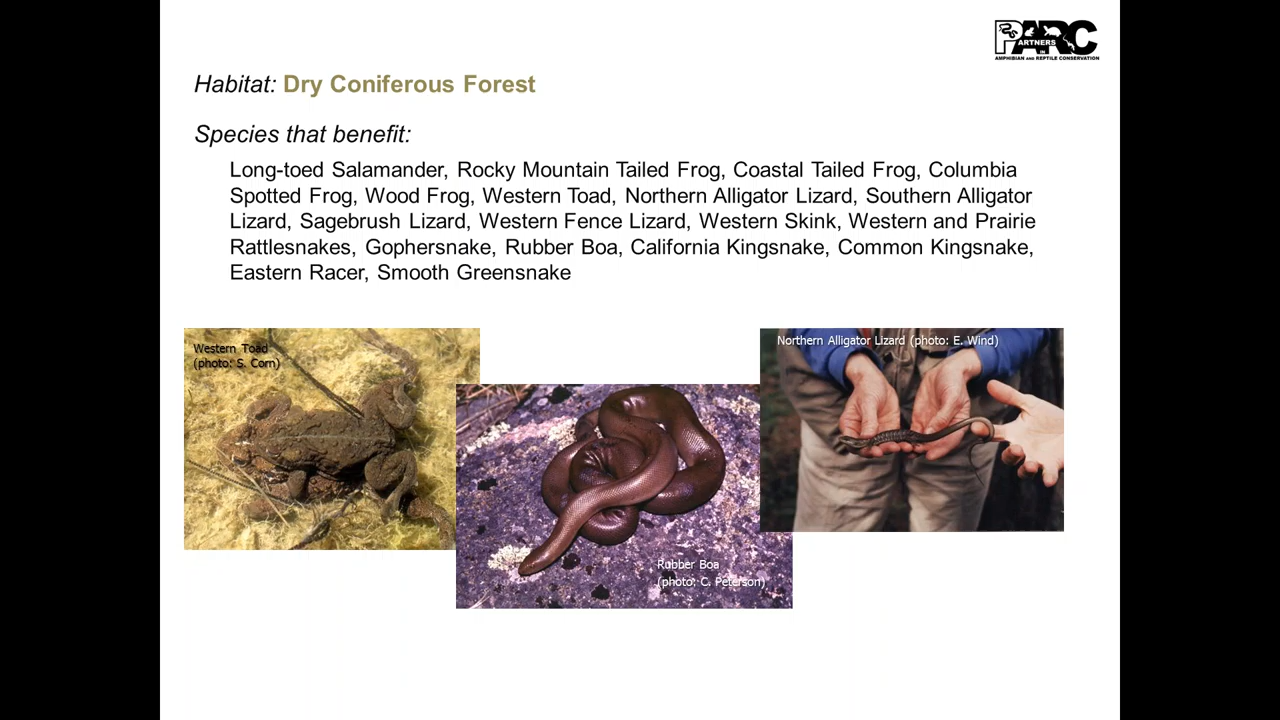 PARC
PARTNERS
IN
AMPHIBIAN AND REPTILE CONSERVATION
Habitat: Dry Coniferous Forest
Species that benefit:
Long-toed Salamander, Rocky Mountain Tailed Frog, Coastal Tailed Frog, Columbia
Spotted Frog, Wood Frog, Western Toad, Northern Alligator Lizard, Southern Alligator
Lizard, Sagebrush Lizard, Western Fence Lizard, Western Skink, Western and Prairie
Rattlesnakes, Gophersnake, Rubber Boa, California Kingsnake, Common Kingsnake,
Eastern Racer, Smooth Greensnake
Western Toad
(photo: S. Corn)
Rubber Boa
(photo: C. Peterson)
Northern Alligator Lizard (photo: E. Wind)